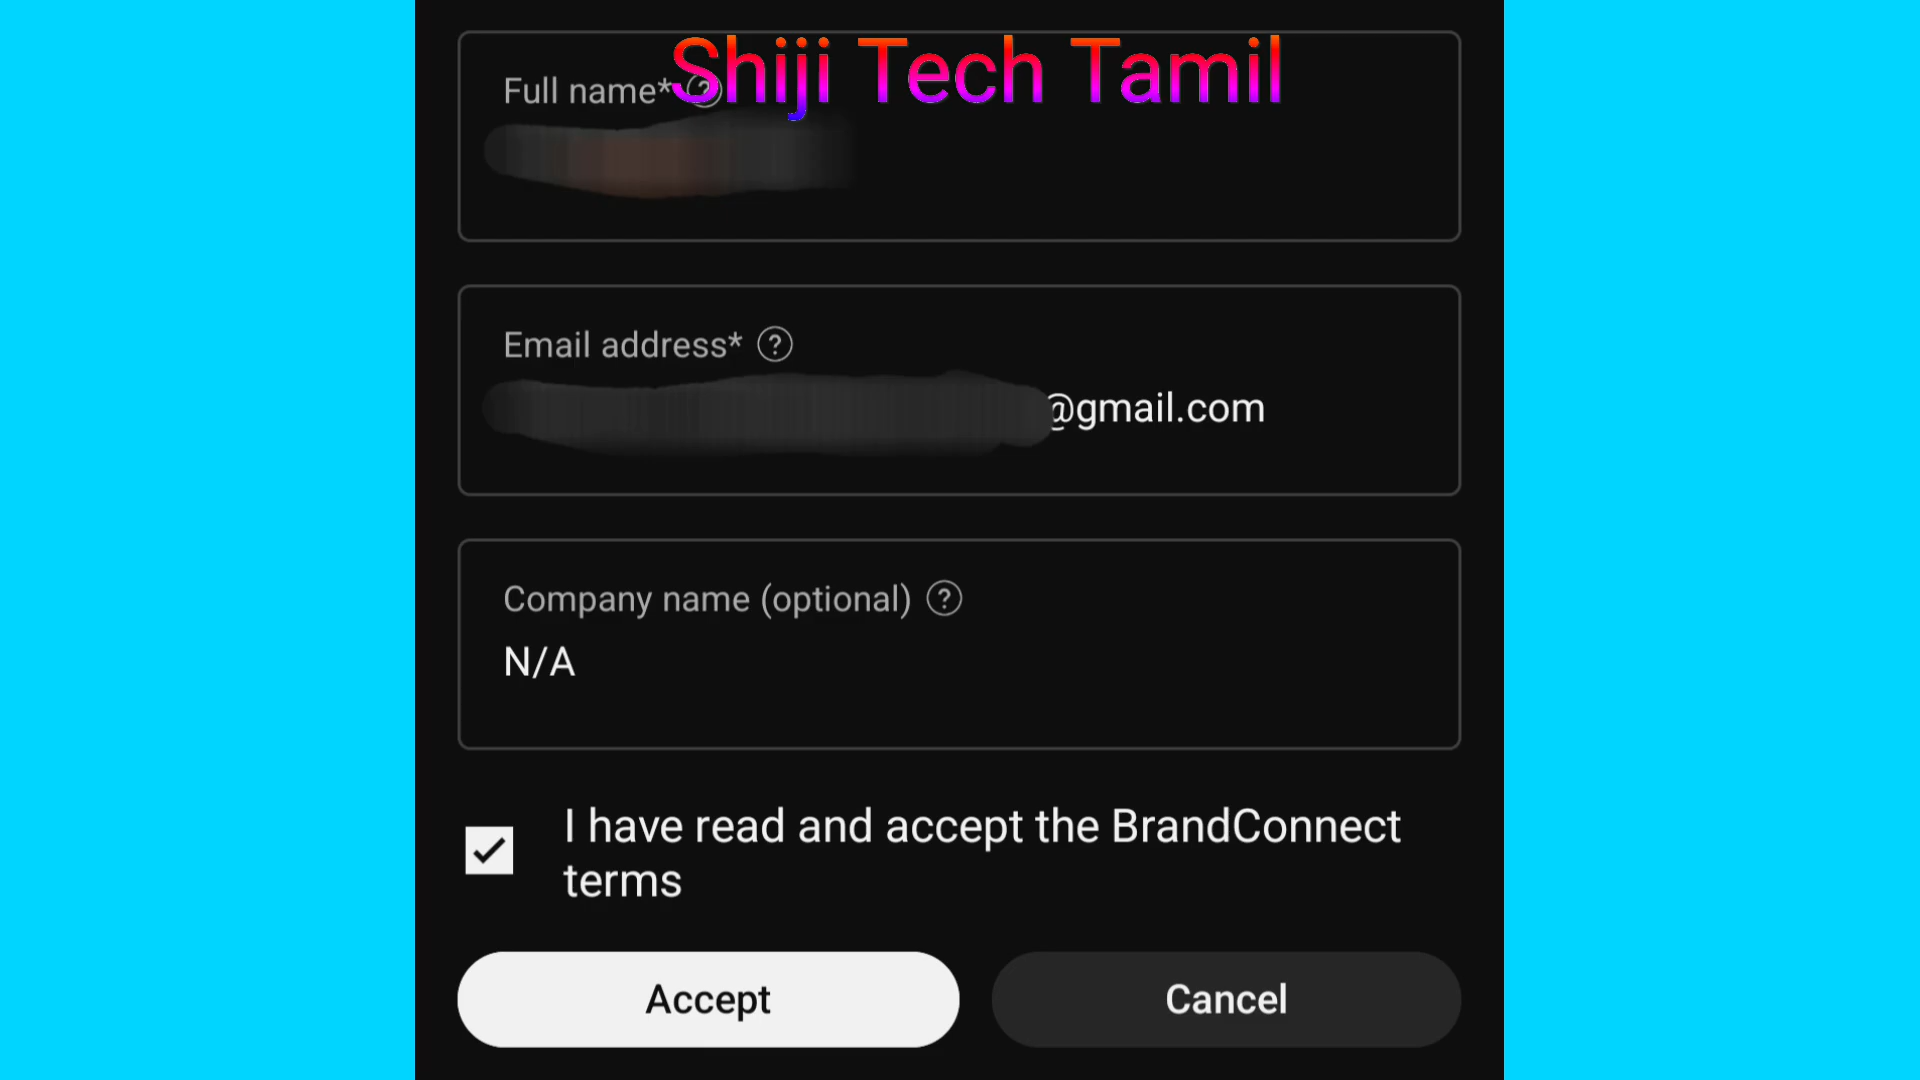 Shiji Tech Tamil
Full name*
Email address* ?
@gmail.com
Company name (optional) ?
N/A
I have read and accept the BrandConnect
terms
Accept
Cancel